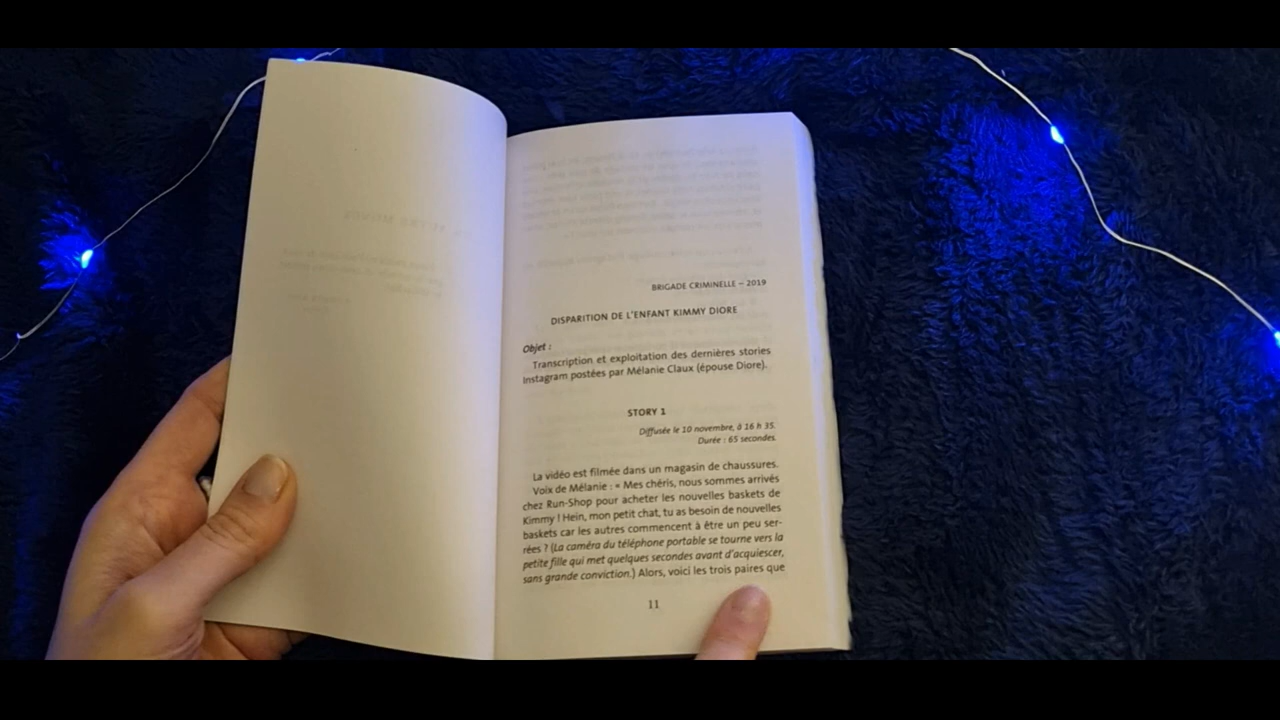 BRIGADE CRIMINELLE – 2019
DISPARITION DE L'ENFANT KIMMY DIORE
Objet :
Transcription et exploitation des dernières stories
Instagram postées par Mélanie Claux (épouse Diore).
STORY 1
Diffusée le 10 novembre, à 16 h 35.
Durée : 65 secondes.
La vidéo est filmée dans un magasin de chaussures.
Voix de Mélanie : « Mes chéris, nous sommes arrivés
chez Run-Shop pour acheter les nouvelles baskets de
Kimmy ! Hein, mon petit chat, tu as besoin de nouvelles
baskets car les autres commencent à être un peu ser-
rées ? (La caméra du téléphone portable se tourne vers la
petite fille qui met quelques secondes avant d'acquiescer,
sans grande conviction.) Alors, voici les trois paires que
11